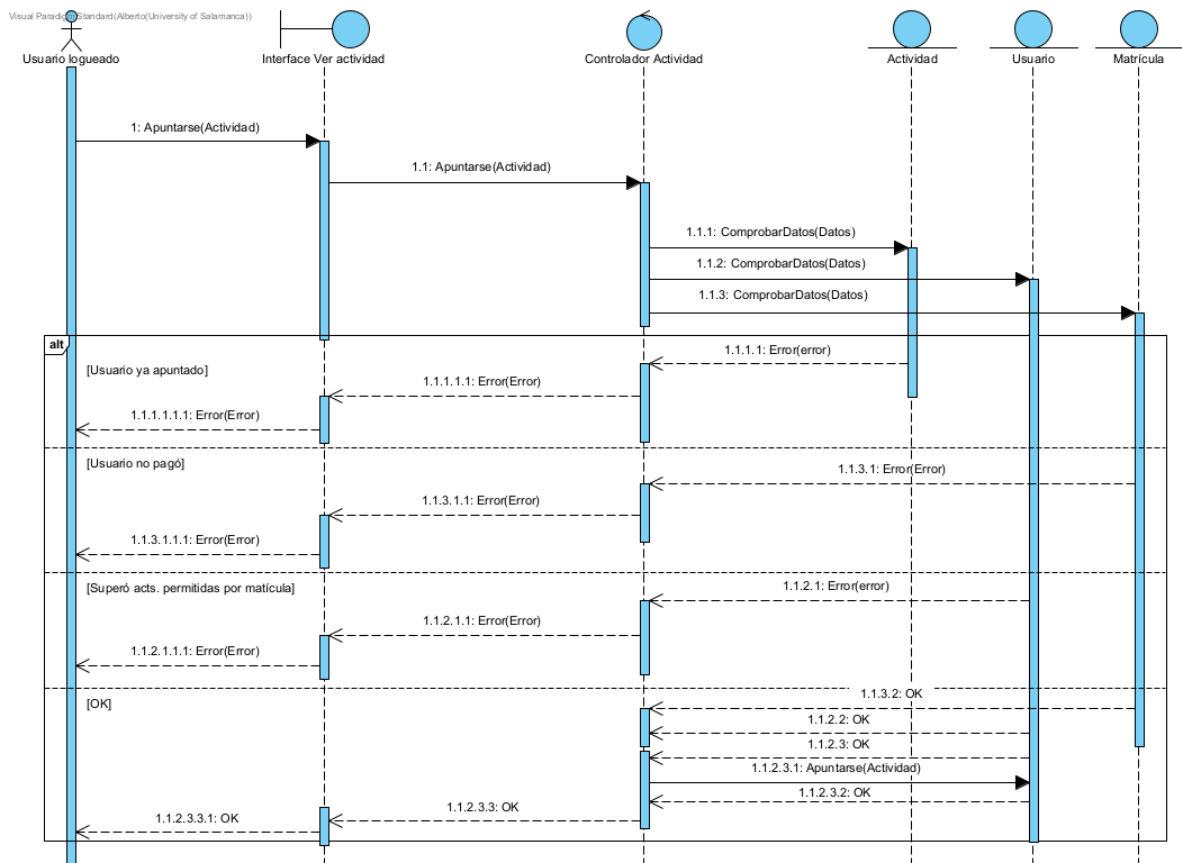 Visual Paradigm Standard(Alberto(University of Salamanca))
Usuario logueado
Interface Ver actividad
Controlador Actividad
Actividad
Usuario
Matrícula
1: Apuntarse(Actividad)
1.1: Apuntarse(Actividad)
1.1.1: ComprobarDatos(Datos)
1.1.2: ComprobarDatos(Datos)
1.1.3: ComprobarDatos(Datos)
alt
1.1.1.1: Error(error)
[Usuario ya apuntado]
1.1.1.1.1: Error(Error)
1.1.1.1.1.1: Error(Error)
[Usuario no pagó]
1.1.3.1: Error(Error)
1.1.3.1.1: Error(Error)
1.1.3.1.1.1: Error(Error)
[Superó acts. permitidas por matícula]
1.1.2.1: Error(error)
1.1.2.1.1: Error(Error)
1.1.2.1.1.1: Error(Error)
[OK]
1.1.3.2: OK
1.1.2.2: OK
1.1.2.3: OK
1.1.2.3.1: Apuntarse(Actividad)
1.1.2.3.2: OK
1.1.2.3.3: OK
1.1.2.3.3.1: OK